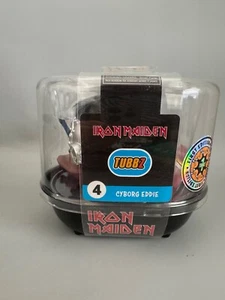 IRON MAIDEN
TUBBZ
4
CYBORG EDDIE
IRON
MAIDEN